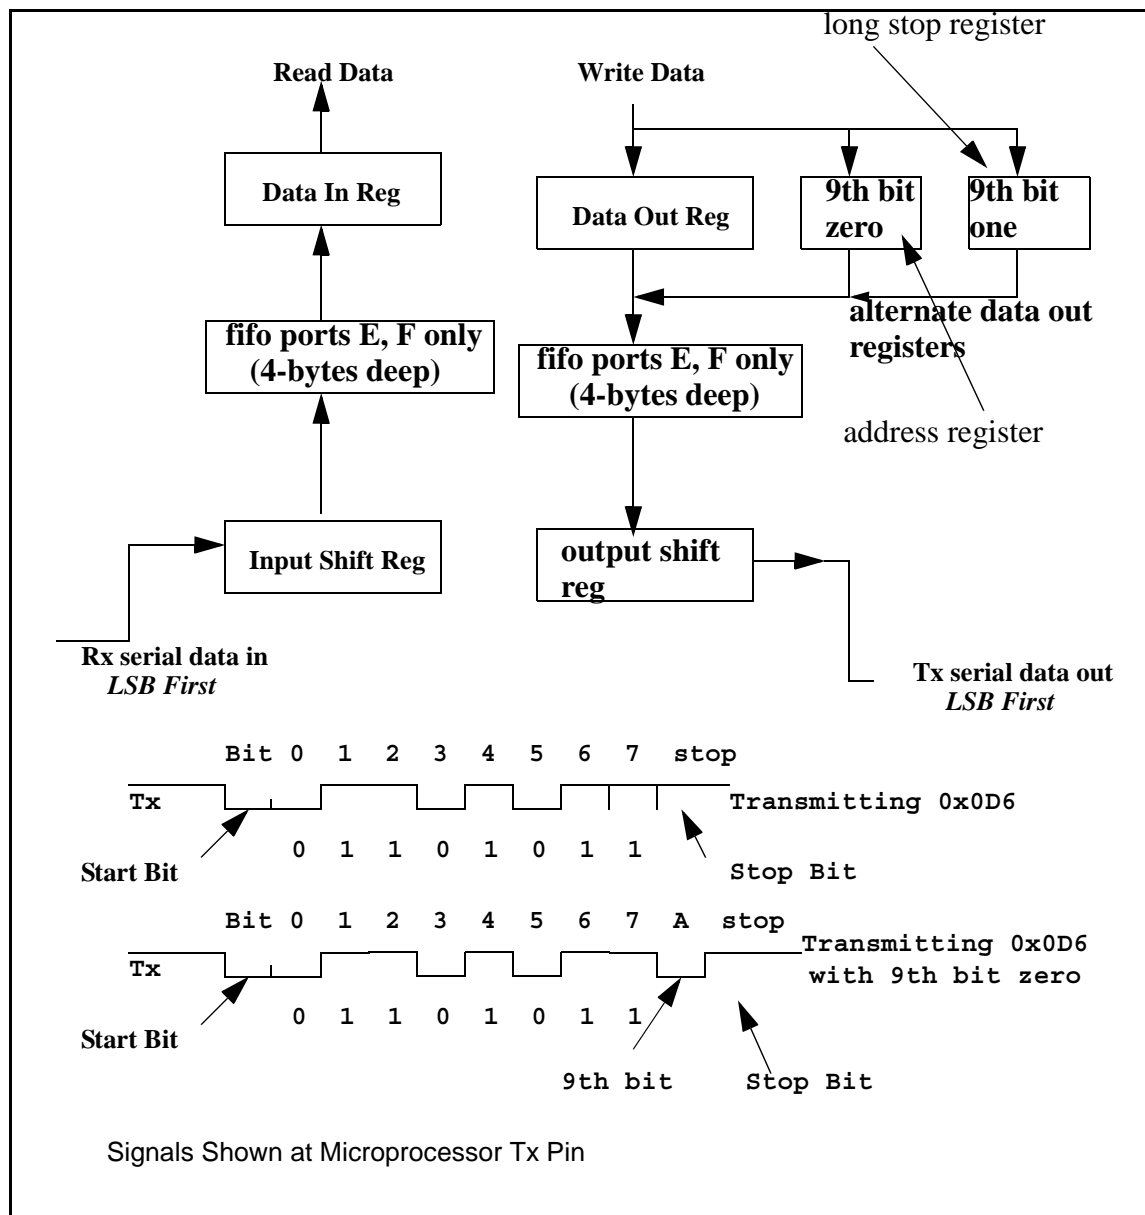 long stop register
Read Data
Write Data
Data In Reg
Data Out Reg
9th bit
zero
9th bit
one
alternate data out
registers
fifo ports E, F only
(4-bytes deep)
fifo ports E, F only
(4-bytes deep)
address register
Input Shift Reg
output shift
reg
Rx serial data in
LSB First
Tx serial data out
LSB First
Bit 0 1 2 3 4 5 6 7 stop
Tx
Transmitting 0x0D6
0 1 1 0 1 0 1 1
Start Bit
Stop Bit
Bit 0 1 2 3 4 5 6 7 A stop
Tx
Transmitting 0x0D6
with 9th bit zero
0 1 1 0 1 0 1 1
Start Bit
9th bit
Stop Bit
Signals Shown at Microprocessor Tx Pin